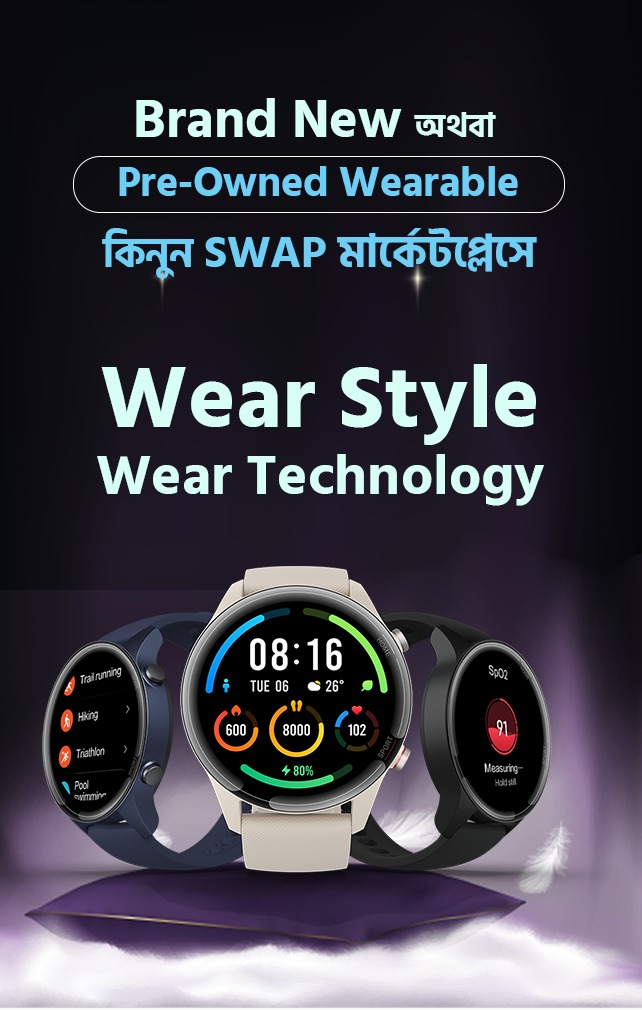 Brand New অথবা
Pre-Owned Wearable
কিনুন SWAP মার্কেটপ্লেসে
Wear Style
Wear Technology
08:16
TUE 06 26°
600 8000 102
80%
HOME
SPORT
Trail running
Hiking
Triathlon
Pool
swimming
SpO2
91
Measuring···
Hold still